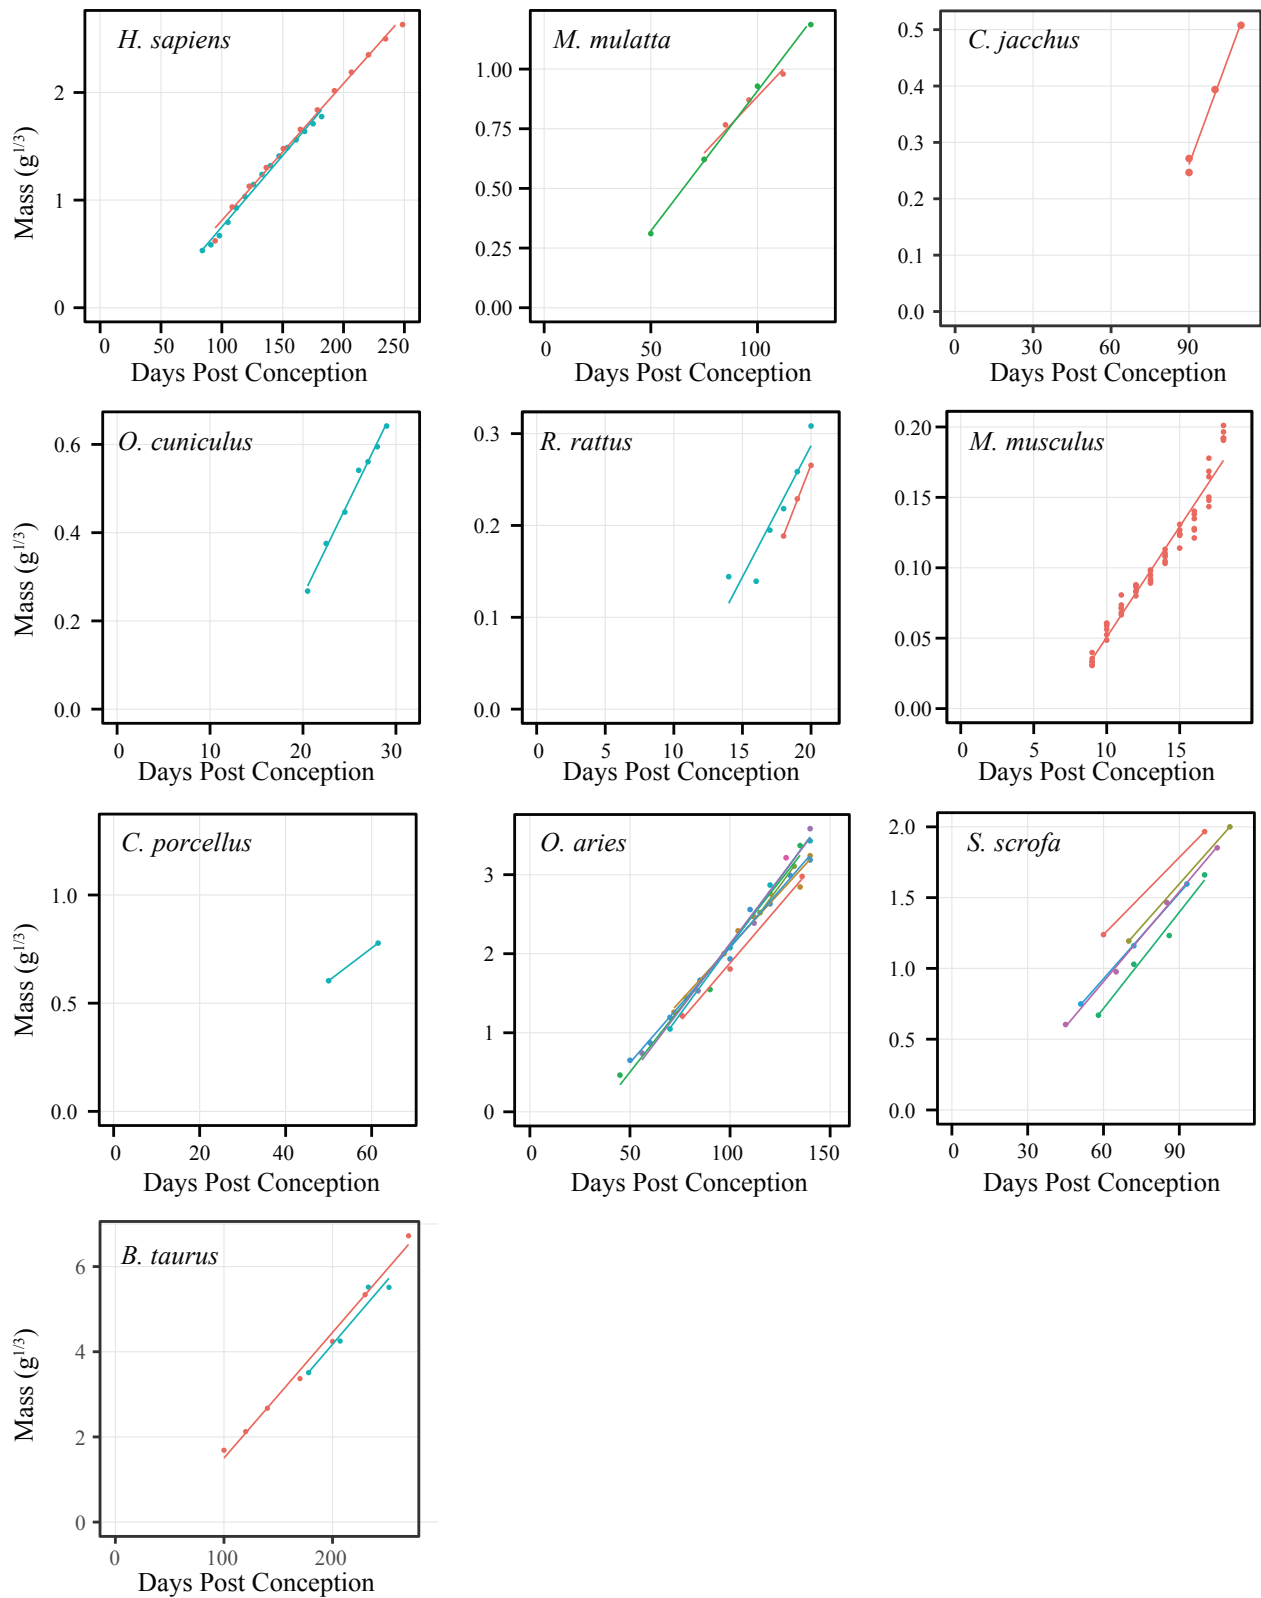 H. sapiens
Mass (g1/3)
2
1
0
0 50 100 150 200 250
Days Post Conception
M. mulatta
1.00
0.75
0.50
0.25
0.00
0 50 100
Days Post Conception
C. jacchus
0.5
0.4
0.3
0.2
0.1
0.0
0 30 60 90
Days Post Conception
O. cuniculus
Mass (g1/3)
0.6
0.4
0.2
0.0
0 10 20 30
Days Post Conception
R. rattus
0.3
0.2
0.1
0.0
0 5 10 15 20
Days Post Conception
M. musculus
0.20
0.15
0.10
0.05
0.00
0 5 10 15
Days Post Conception
C. porcellus
Mass (g1/3)
1.0
0.5
0.0
0 20 40 60
Days Post Conception
O. aries
3
2
1
0
0 50 100 150
Days Post Conception
S. scrofa
2.0
1.5
1.0
0.5
0.0
0 30 60 90
Days Post Conception
B. taurus
Mass (g1/3)
6
4
2
0
0 100 200
Days Post Conception